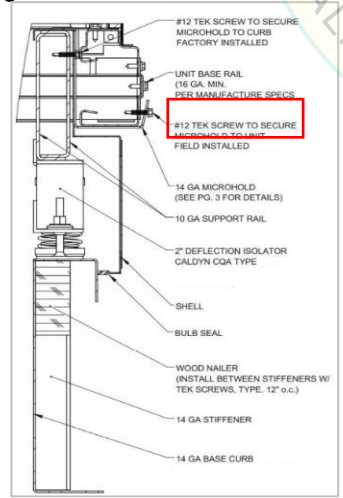 #12 TEK SCREW TO SECURE
MICROHOLD TO CURB
FACTORY INSTALLED
UNIT BASE RAIL
(16 GA. MIN.
PER MANUFACTURE SPECS
#12 TEK SCREW TO SECURE
MICROHOLD TO UNIT
FIELD INSTALLED
14 GA MICROHOLD
(SEE PG. 3 FOR DETAILS)
10 GA SUPPORT RAIL
2" DEFLECTION ISOLATOR
CALDYN CQA TYPE
SHELL
BULB SEAL
WOOD NAILER
(INSTALL BETWEEN STIFFENERS W/
TEK SCREWS, TYPE. 12" o.c.)
14 GA STIFFENER
14 GA BASE CURB